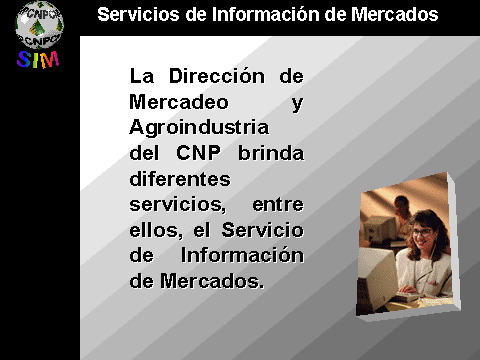 Servicios de Información de Mercados
CNP
CNP
SIM
La Dirección de
Mercadeo y
Agroindustria
del CNP brinda
diferentes
servicios, entre
ellos, el Servicio
de Información
de Mercados.